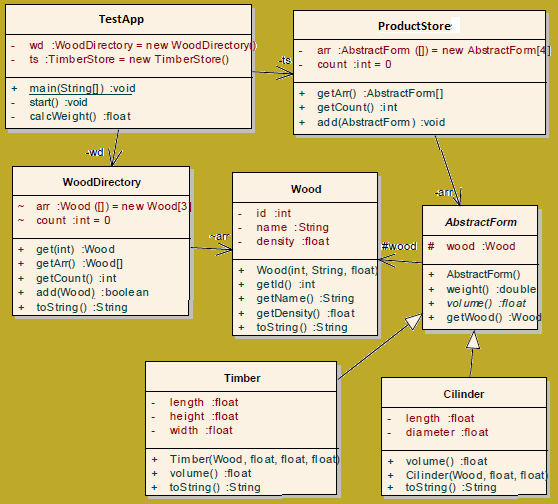 TestApp
- wd :WoodDirectory = new WoodDirectory()
- ts :TimberStore = new TimberStore()
+ main(String[]) :void
- start() :void
- calcWeight() :float
ProductStore
- arr :AbstractForm ([]) = new AbstractForm[4]
- count :int = 0
+ getArr() :AbstractForm[]
+ getCount() :int
+ add(AbstractForm) :void
-ts
-wd
-arr
WoodDirectory
~ arr :Wood ([]) = new Wood[3]
~ count :int = 0
+ get(int) :Wood
+ getArr() :Wood[]
+ getCount() :int
+ add(Wood) :boolean
+ toString() :String
~arr
Wood
- id :int
- name :String
- density :float
+ Wood(int, String, float)
+ getId() :int
+ getName() :String
+ getDensity() :float
+ toString() :String
#wood
AbstractForm
# wood :Wood
+ AbstractForm()
+ weight() :double
+ volume() :float
+ getWood() :Wood
Timber
- length :float
- height :float
- width :float
+ Timber(Wood, float, float, float)
+ volume() :float
+ toString() :String
Cilinder
- length :float
- diameter :float
+ volume() :float
+ Cilinder(Wood, float, float)
+ toString() :String